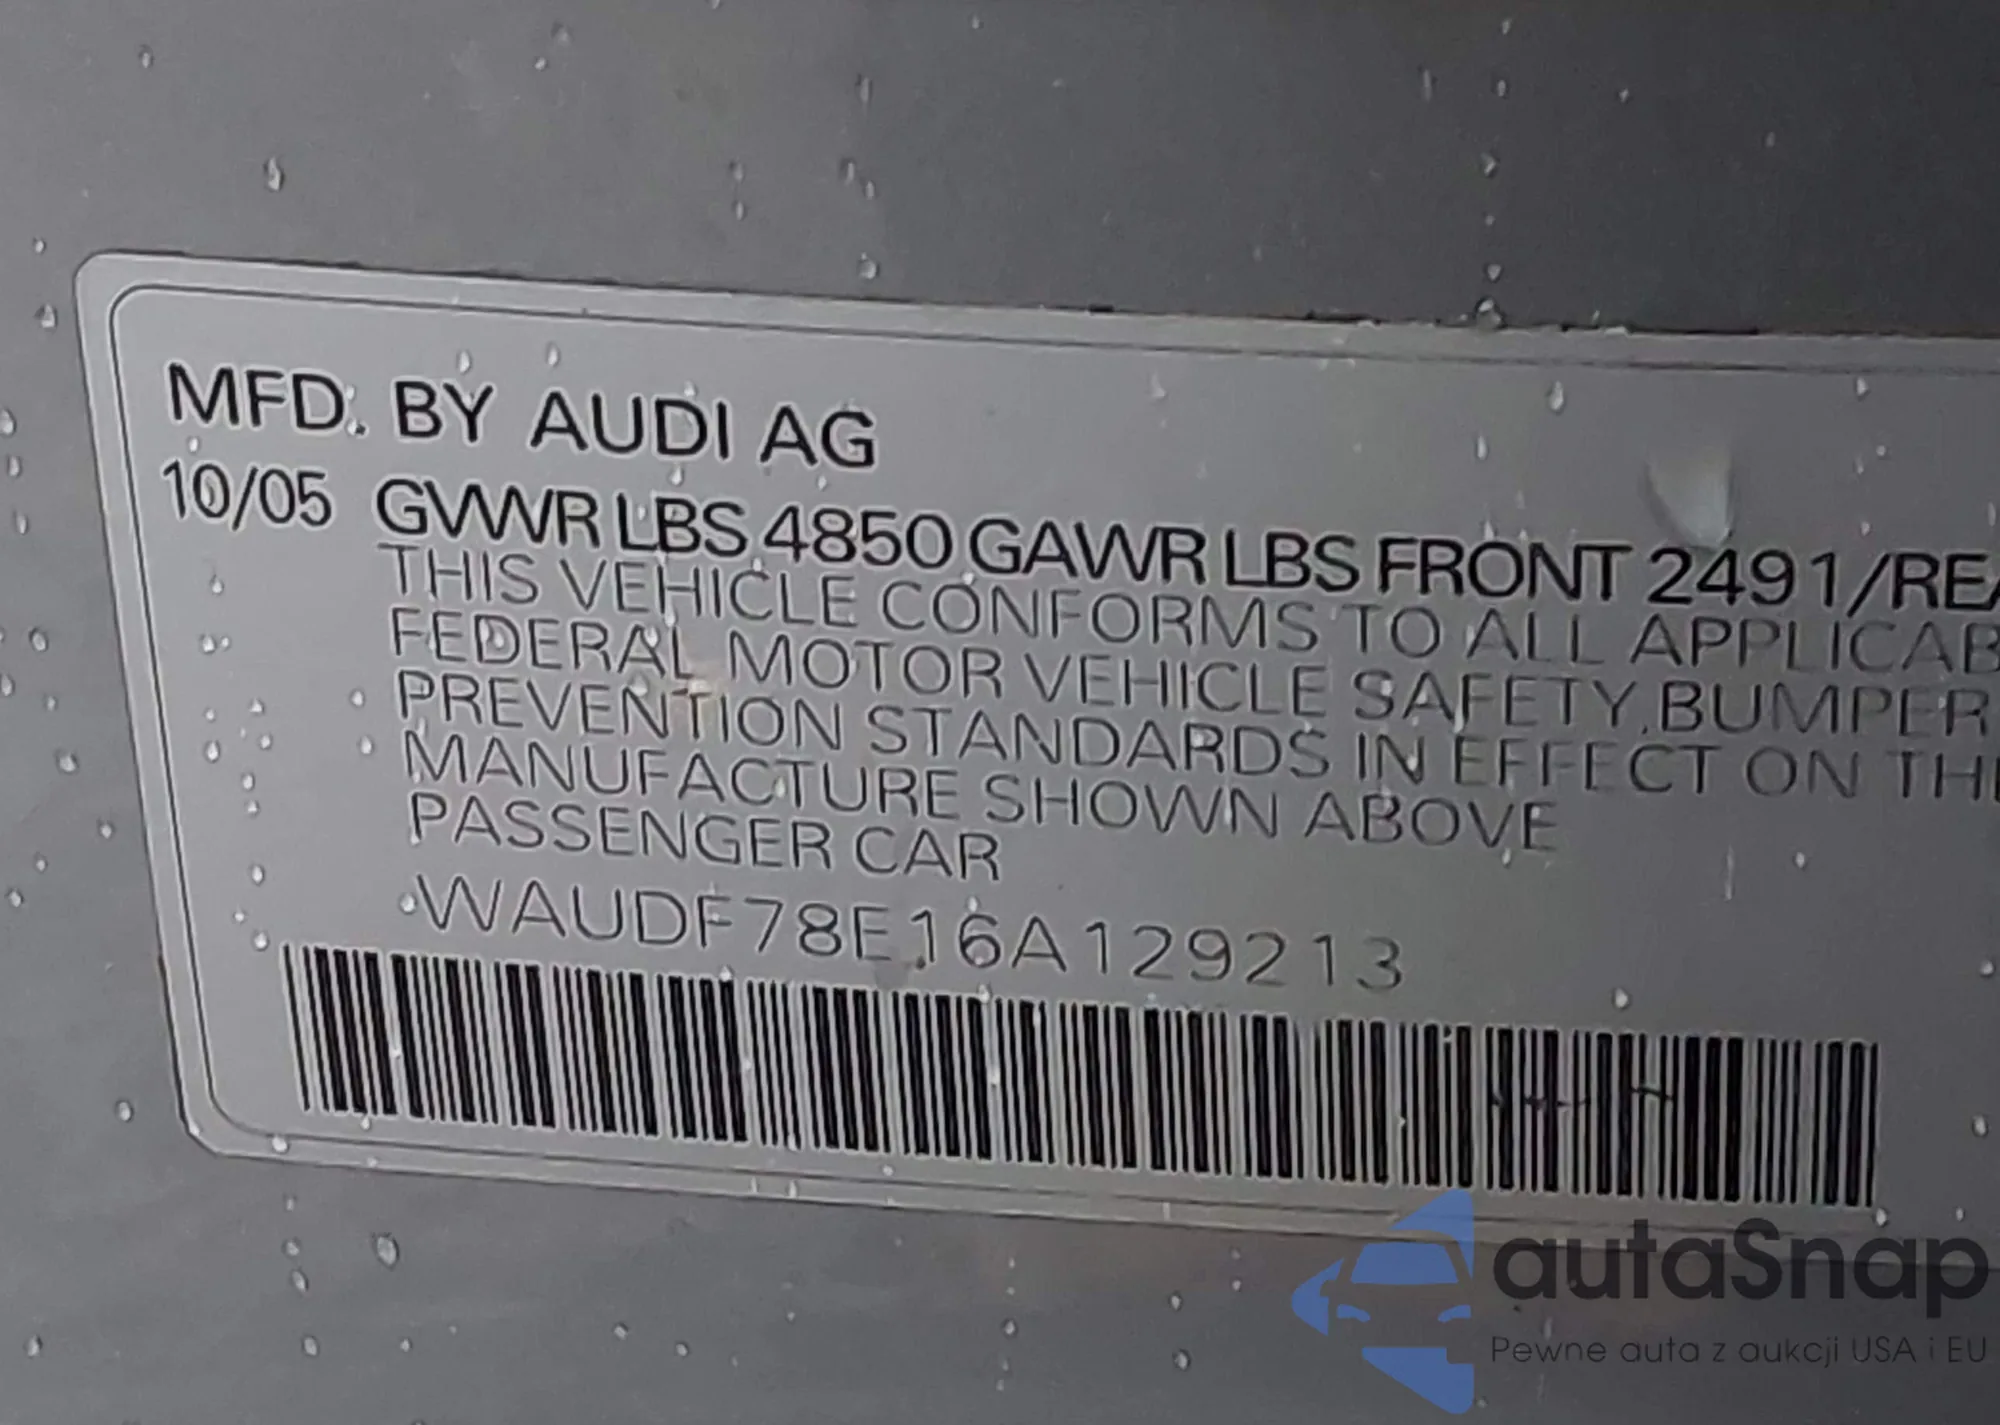 MFD. BY AUDI AG
10/05 GVWR LBS 4850 GAWR LBS FRONT 2491/REA
THIS VEHICLE CONFORMS TO ALL APPLICAB
FEDERAL MOTOR VEHICLE SAFETY, BUMPER
PREVENTION STANDARDS IN EFFECT ON THE
MANUFACTURE SHOWN ABOVE
PASSENGER CAR
WAUDF78E16A129213
autaSnap
Pewne auta z aukcji USA i EU